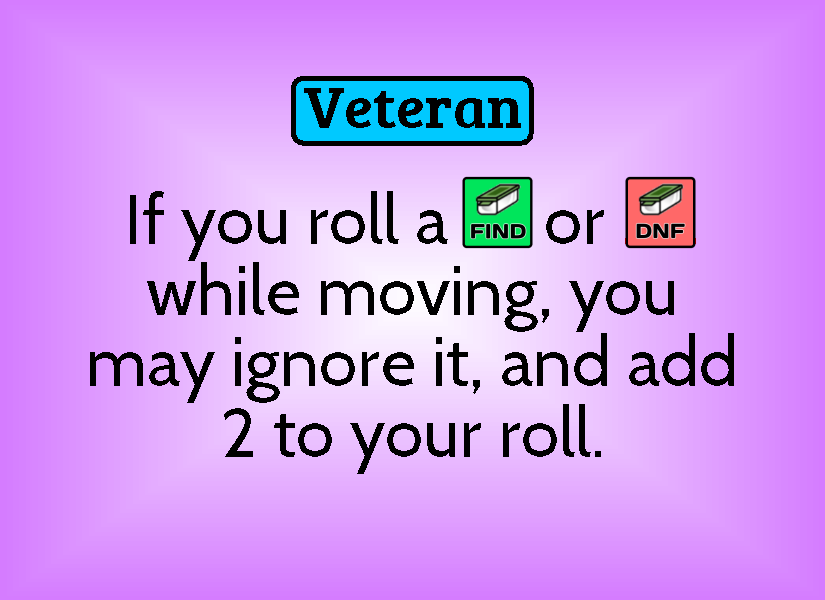 Veteran
If you roll a FIND or DNF
while moving, you
may ignore it, and add
2 to your roll.